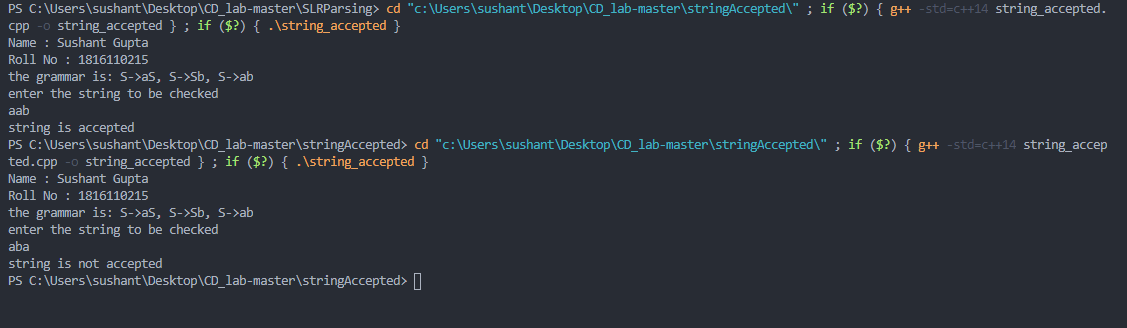 PS C:\Users\sushant\Desktop\CD_lab-master\SLRParsing> cd "c:\Users\sushant\Desktop\CD_lab-master\stringAccepted\" ; if ($?) { g++ -std=c++14 string_accepted.
cpp -o string_accepted } ; if ($?) { .\string_accepted }
Name : Sushant Gupta
Roll No : 1816110215
the grammar is: S->aS, S->Sb, S->ab
enter the string to be checked
aab
string is accepted
PS C:\Users\sushant\Desktop\CD_lab-master\stringAccepted> cd "c:\Users\sushant\Desktop\CD_lab-master\stringAccepted\" ; if ($?) { g++ -std=c++14 string_accep
ted.cpp -o string_accepted } ; if ($?) { .\string_accepted }
Name : Sushant Gupta
Roll No : 1816110215
the grammar is: S->aS, S->Sb, S->ab
enter the string to be checked
aba
string is not accepted
PS C:\Users\sushant\Desktop\CD_lab-master\stringAccepted>